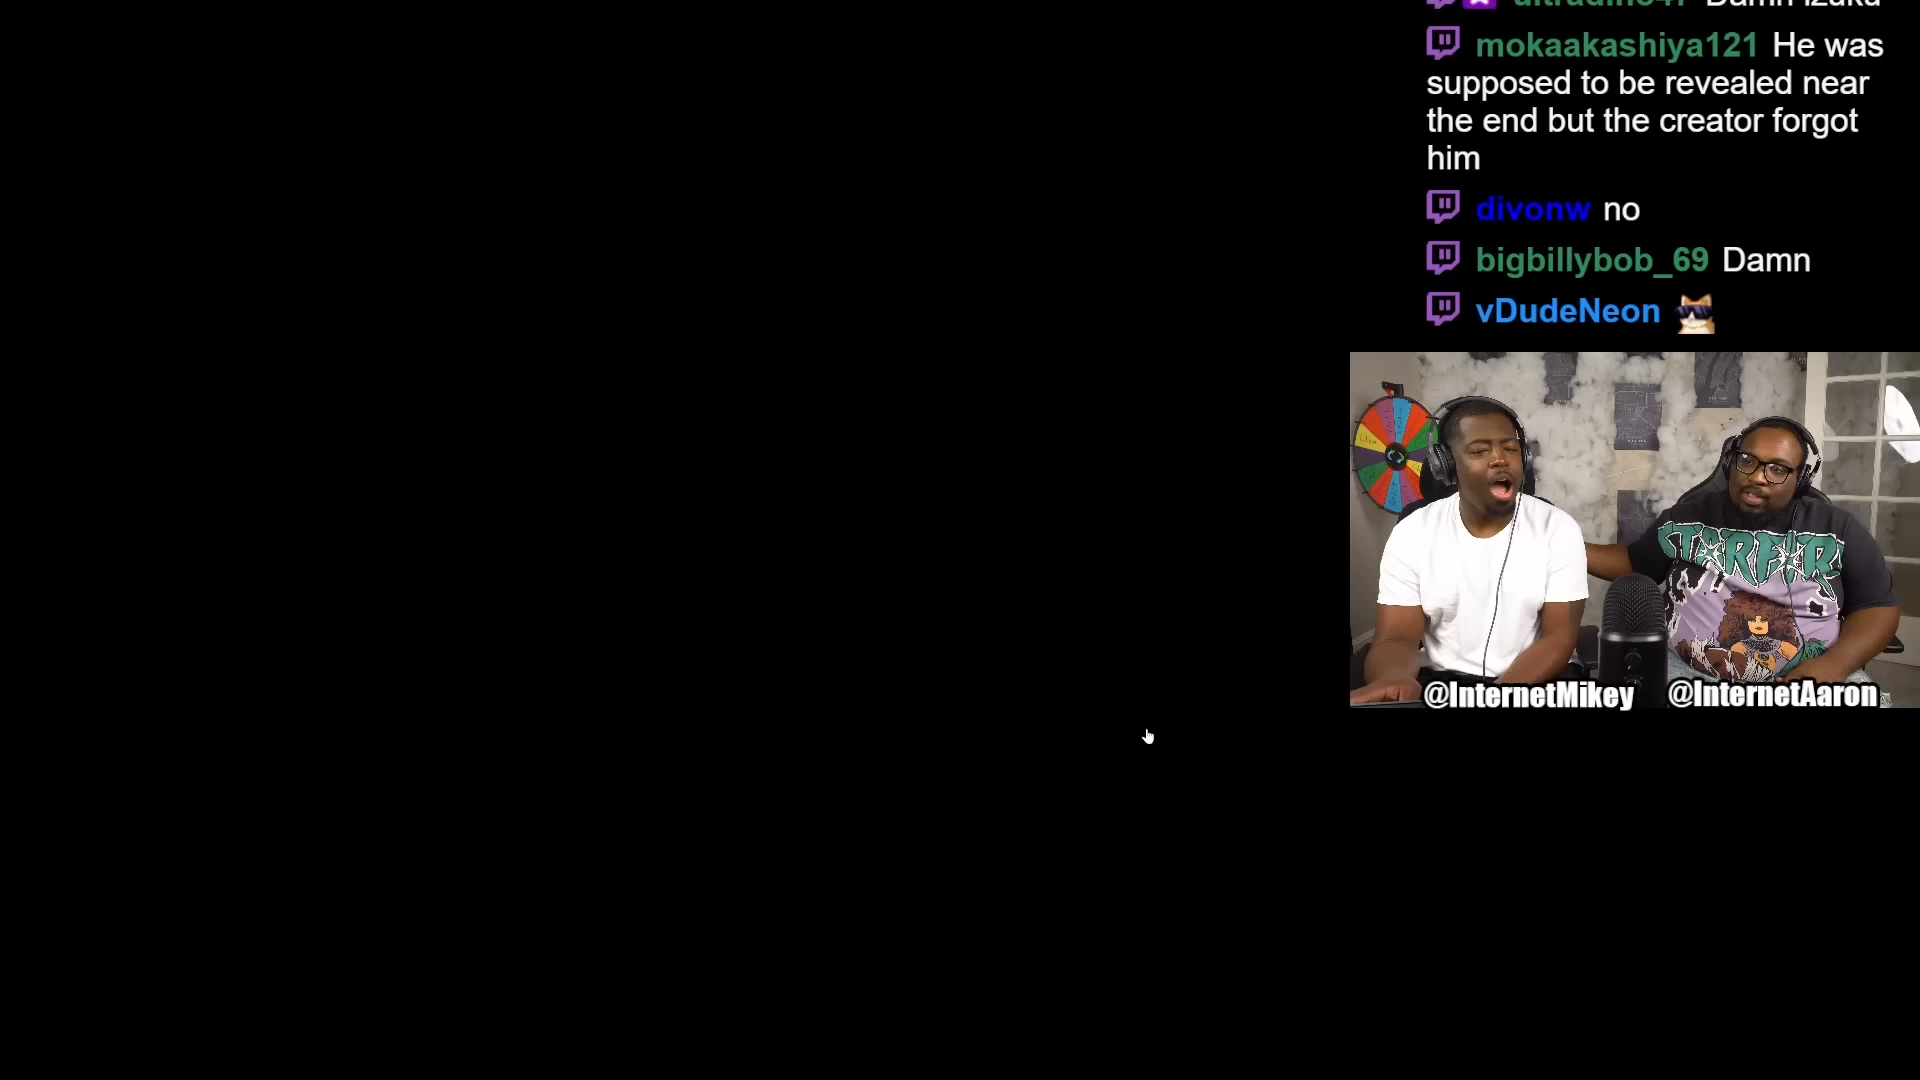 mokaakashiya121 He was
supposed to be revealed near
the end but the creator forgot
him
divonw no
bigbillybob_69 Damn
vDudeNeon
STARFIRE
@InternetMikey @InternetAaron